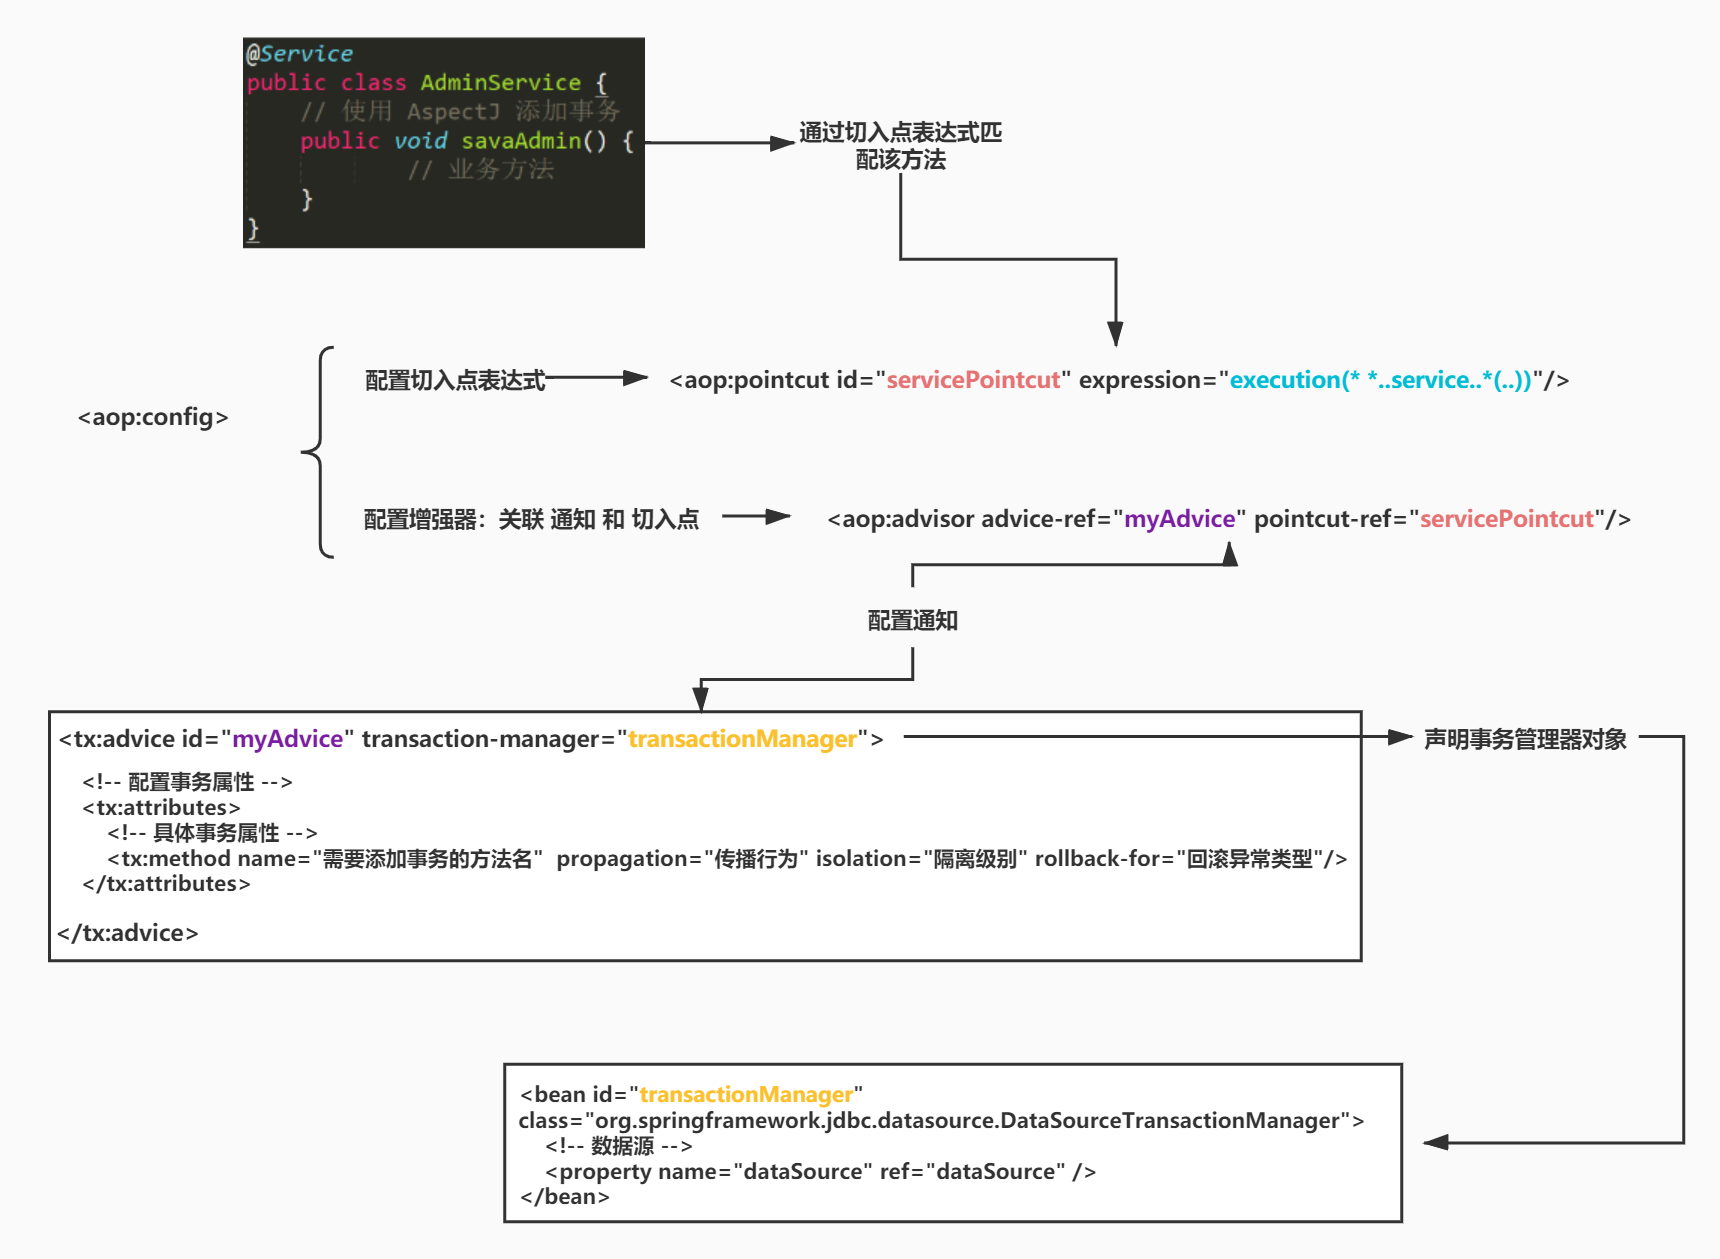 @Service
public class AdminService {
// 使用 AspectJ 添加事务
public void savaAdmin() {
// 业务方法
}
}
通过切入点表达式匹
配该方法
<aop:config>
配置切入点表达式
<aop:pointcut id="servicePointcut" expression="execution(* *..service..*(..))"/>
配置增强器：关联 通知 和 切入点
<aop:advisor advice-ref="myAdvice" pointcut-ref="servicePointcut"/>
配置通知
<tx:advice id="myAdvice" transaction-manager="transactionManager">
声明事务管理器对象
<!-- 配置事务属性 -->
<tx:attributes>
<!-- 具体事务属性 -->
<tx:method name="需要添加事务的方法名"  propagation="传播行为" isolation="隔离级别" rollback-for="回滚异常类型"/>
</tx:attributes>
</tx:advice>
<bean id="transactionManager"
class="org.springframework.jdbc.datasource.DataSourceTransactionManager">
<!-- 数据源 -->
<property name="dataSource" ref="dataSource" />
</bean>